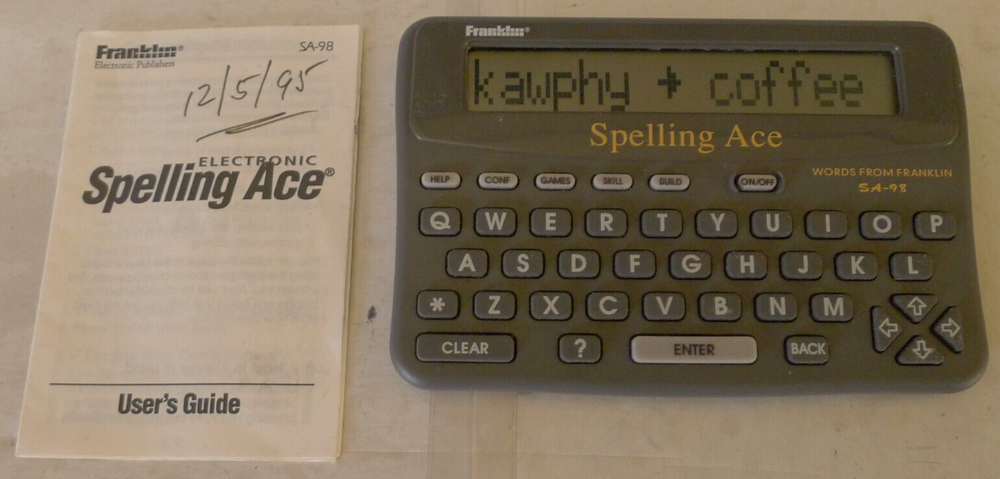 Franklin®
Electronic Publishers
SA-98
12/5/95
ELECTRONIC
Spelling Ace®
User's Guide
Franklin®
kawphy → coffee
Spelling Ace
HELP CONF GAMES SKILL BUILD ON/OFF
WORDS FROM FRANKLIN
SA-98
Q W E R T Y U I O P
A S D F G H J K L
* Z X C V B N M
CLEAR ? ENTER BACK